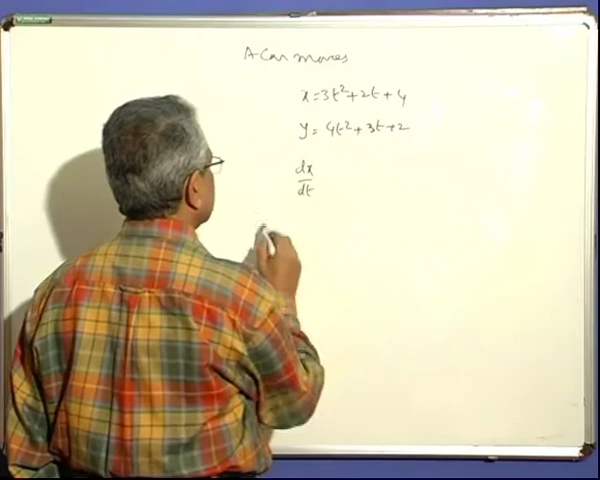 A Car moves
x = 3t² + 2t + 4
y = 4t² + 3t + 2
dx
dt